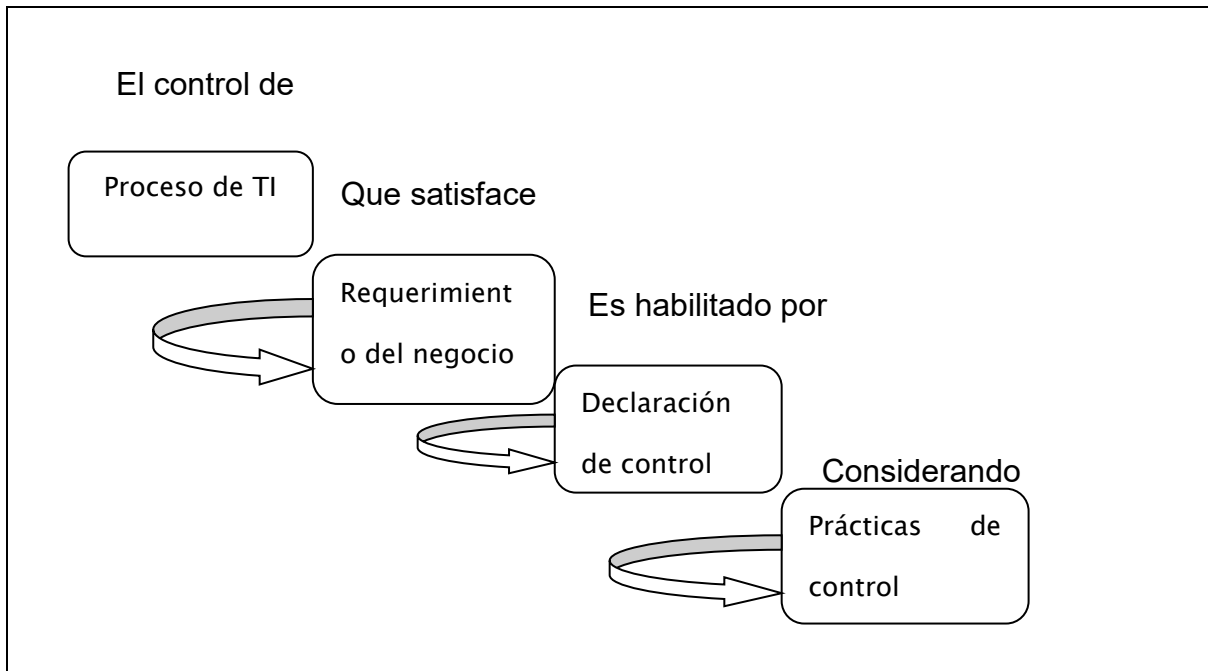 El control de
Proceso de TI
Que satisface
Requerimient
o del negocio
Es habilitado por
Declaración
de control
Considerando
Prácticas de
control